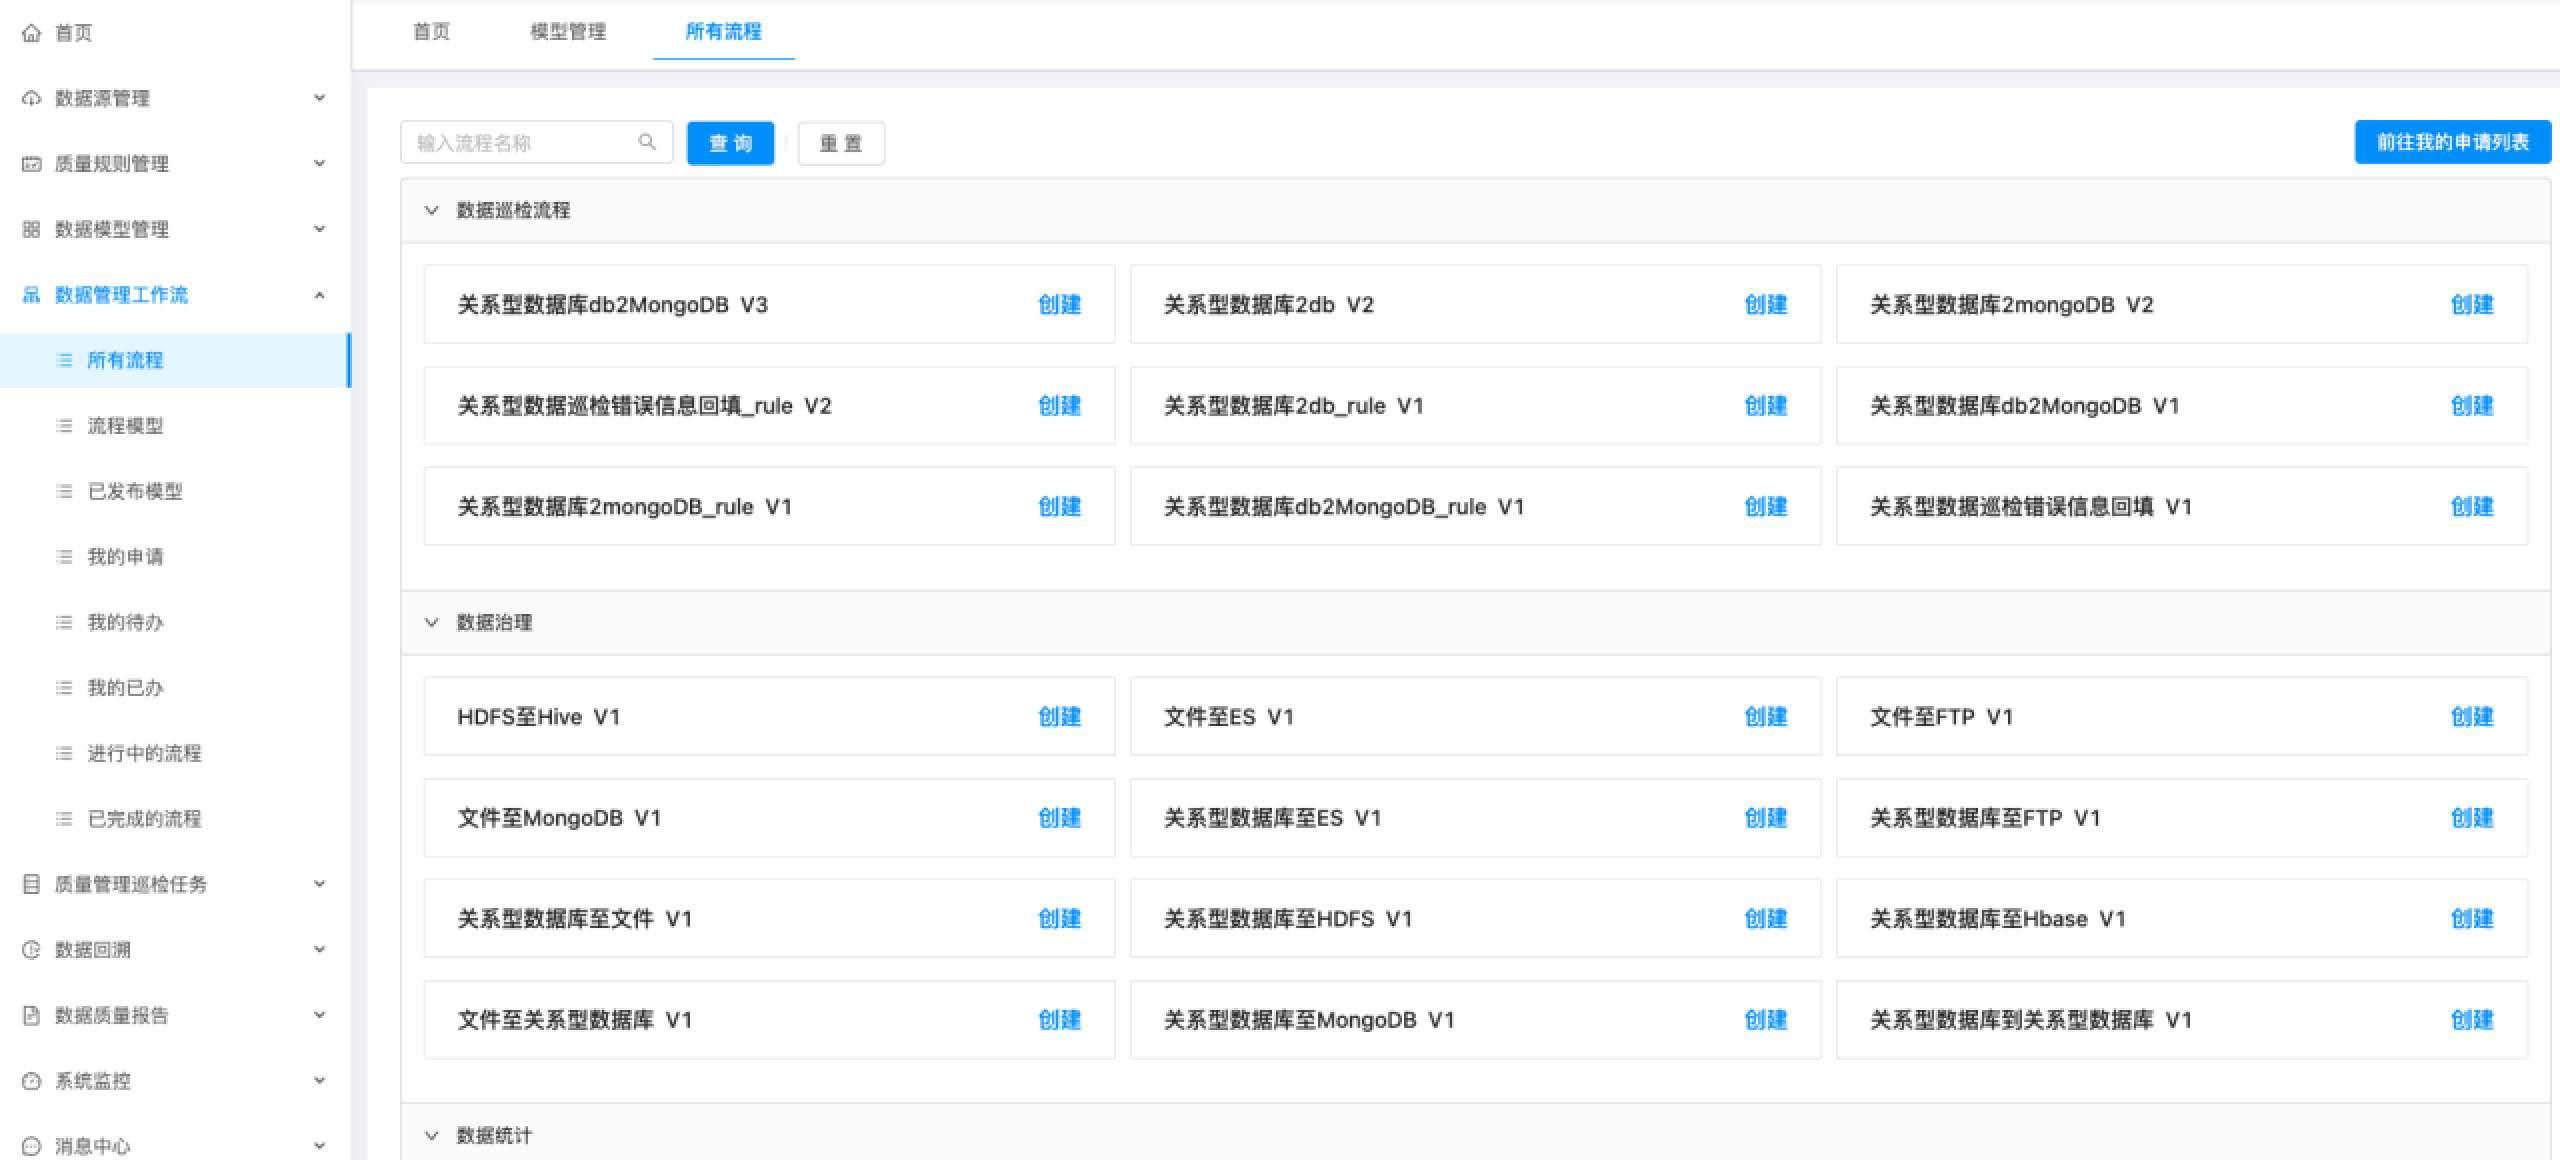 首页
数据源管理
质量规则管理
数据模型管理
数据管理工作流
所有流程
流程模型
已发布模型
我的申请
我的待办
我的已办
进行中的流程
已完成的流程
质量管理巡检任务
数据回溯
数据质量报告
系统监控
消息中心
首页 模型管理 所有流程
输入流程名称 查询 重置 前往我的申请列表
数据巡检流程
关系型数据库db2MongoDB V3 创建 关系型数据库2db V2 创建 关系型数据库2mongoDB V2 创建
关系型数据巡检错误信息回填_rule V2 创建 关系型数据库2db_rule V1 创建 关系型数据库db2MongoDB V1 创建
关系型数据库2mongoDB_rule V1 创建 关系型数据库db2MongoDB_rule V1 创建 关系型数据巡检错误信息回填 V1 创建
数据治理
HDFS至Hive V1 创建 文件至ES V1 创建 文件至FTP V1 创建
文件至MongoDB V1 创建 关系型数据库至ES V1 创建 关系型数据库至FTP V1 创建
关系型数据库至文件 V1 创建 关系型数据库至HDFS V1 创建 关系型数据库至Hbase V1 创建
文件至关系型数据库 V1 创建 关系型数据库至MongoDB V1 创建 关系型数据库到关系型数据库 V1 创建
数据统计